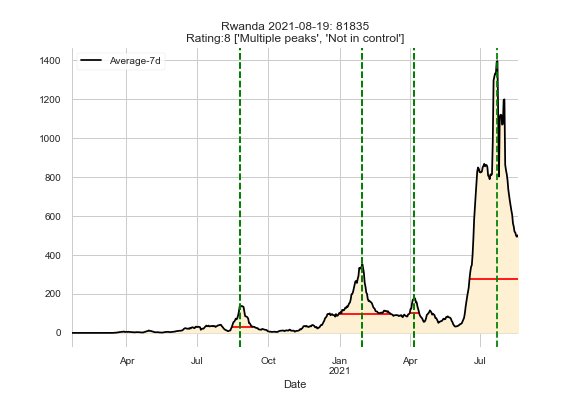 Rwanda 2021-08-19: 81835
Rating:8 ['Multiple peaks', 'Not in control']
Average-7d
1400
1200
1000
800
600
400
200
0
Apr
Jul
Oct
Jan
2021
Apr
Jul
Date